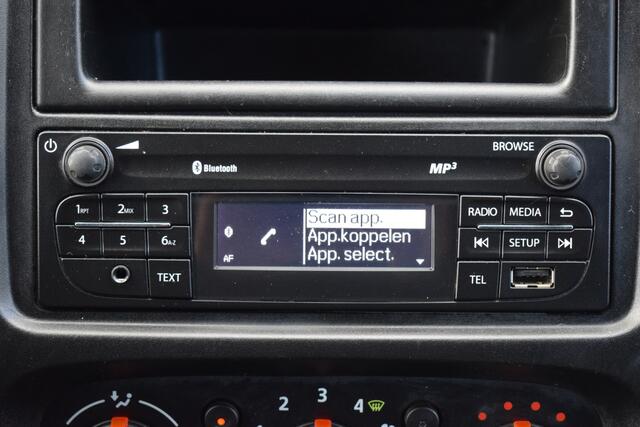 BROWSE
Bluetooth
MP3
1RPT 2MIX 3
4 5 6A-Z
TEXT
AF
Scan app.
App.koppelen
App. select.
RADIO MEDIA
SETUP
TEL
2 3 4